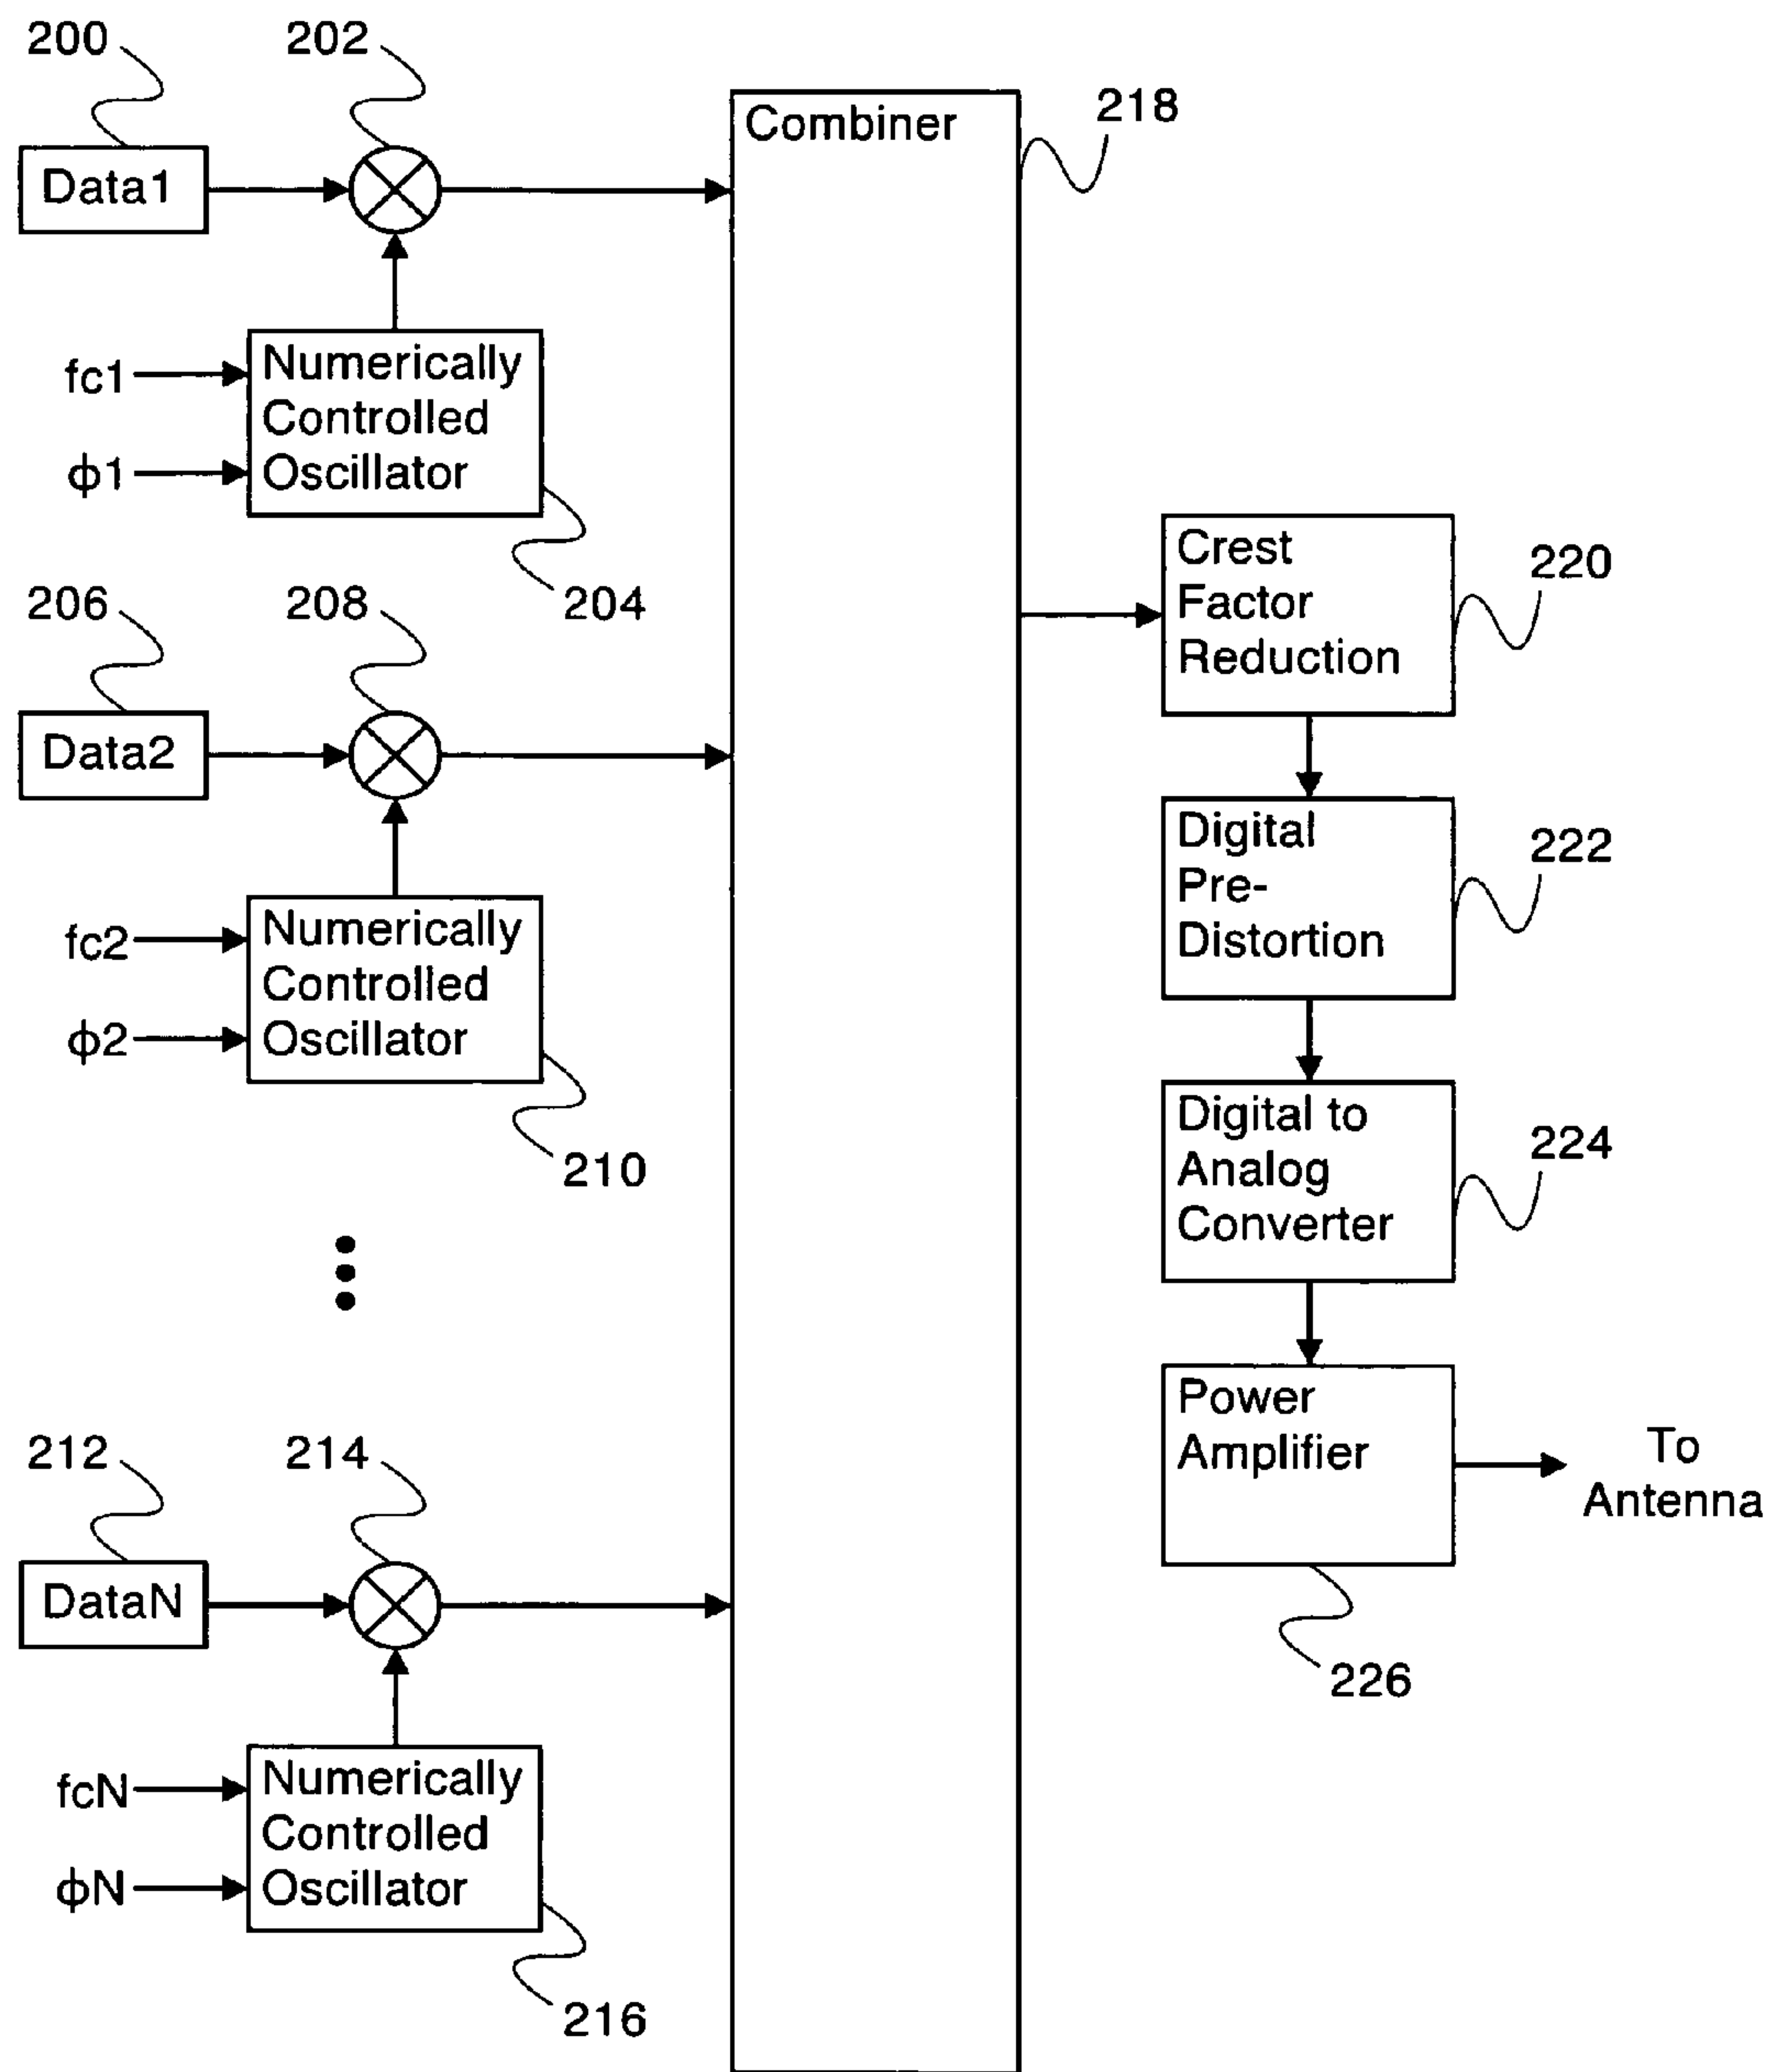 200
202
Data1
Combiner
218
fc1
ϕ1
Numerically
Controlled
Oscillator
204
206
208
Data2
fc2
ϕ2
Numerically
Controlled
Oscillator
210
212
214
DataN
fcN
ϕN
Numerically
Controlled
Oscillator
216
Crest
Factor
Reduction
220
Digital
Pre-
Distortion
222
Digital to
Analog
Converter
224
Power
Amplifier
226
To
Antenna